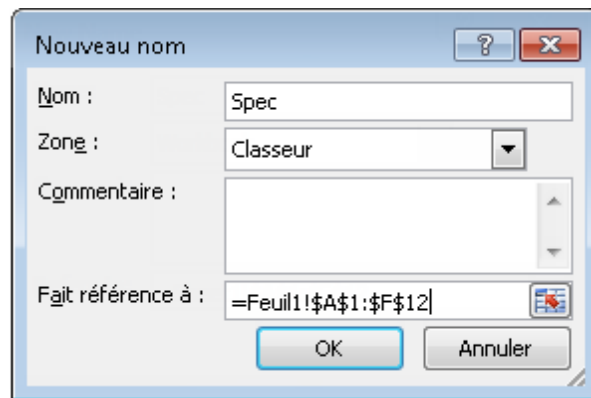 Nouveau nom
Nom : Spec
Zone : Classeur
Commentaire :
Fait référence à : =Feuil1!$A$1:$F$12
OK Annuler